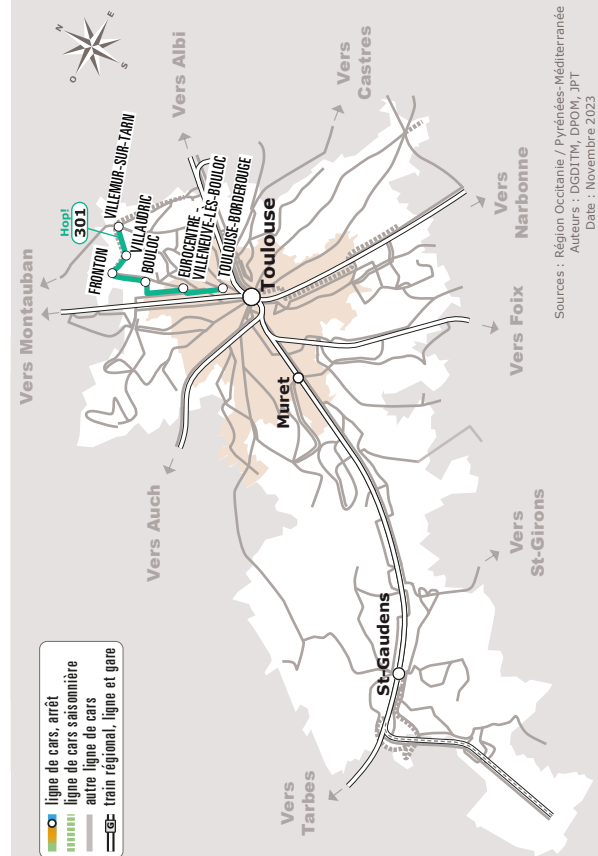 N
E
S
O
Vers Albi
Vers
Castres
Vers Montauban
Hop!
301
VILLEMUR-SUR-TARN
VILLAUDRIC
FRONTON
BOULOC
EUROCENTRE -
VILLENEUVE-LÈS-BOULOC
TOULOUSE-BORDEROUGE
Toulouse
Vers
Narbonne
Vers Foix
Muret
Vers Auch
Vers
St-Girons
St-Gaudens
Vers
Tarbes
ligne de cars, arrêt
ligne de cars saisonnière
autre ligne de cars
G
train régional, ligne et gare
Sources : Région Occitanie / Pyrénées-Méditerranée
Auteurs : DGDITM, DPOM, JPT
Date : Novembre 2023